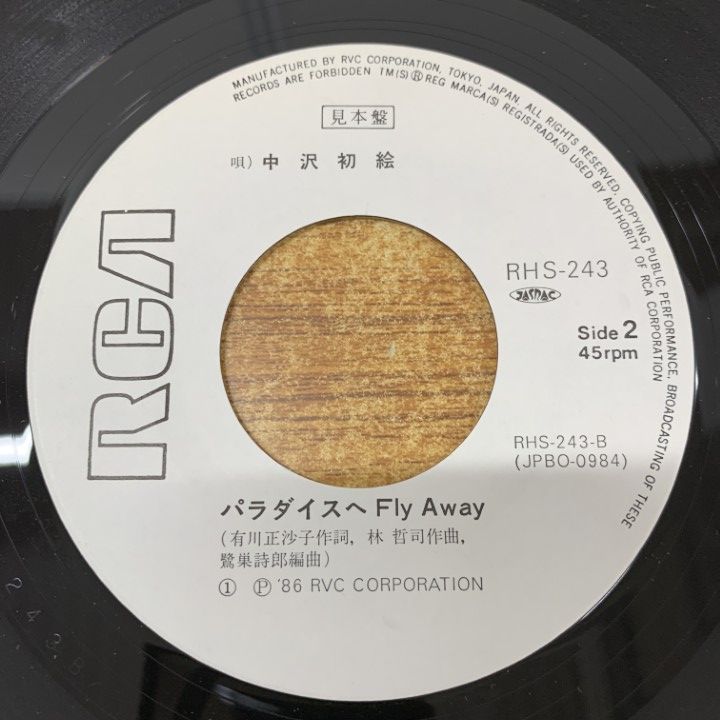 MANUFACTURED BY RVC CORPORATION, TOKYO, JAPAN. ALL RIGHTS RESERVED, COPYING PUBLIC PERFORMANCE, BROADCASTING OF THESE
RECORDS ARE FORBIDDEN TM(S)® REG MARCA(S) REGISTRADA(S) USED BY AUTHORITY OF RCA CORPORATION
見本盤
唄) 中沢初絵
RCA
RHS-243
JASRAC
Side 2
45rpm
RHS-243-B
(JPBO-0984)
パラダイスへ Fly Away
(有川正沙子作詞, 林 哲司作曲,
鷺巣詩郎編曲)
① Ⓟ '86 RVC CORPORATION